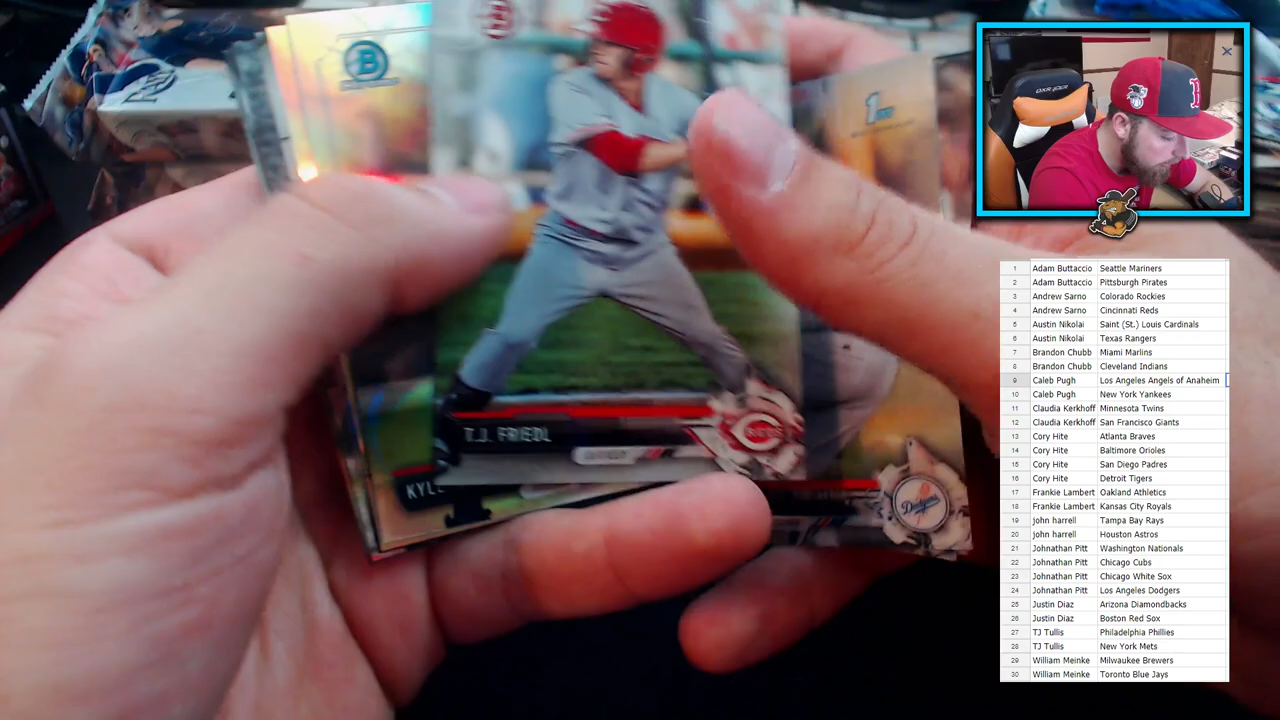 B
1st
T.J. FRIEDL
OUTFIELD
REDS
KYLE
Dodgers
DXRACER
B
1 Adam Buttaccio Seattle Mariners
2 Adam Buttaccio Pittsburgh Pirates
3 Andrew Sarno Colorado Rockies
4 Andrew Sarno Cincinnati Reds
5 Austin Nikolai Saint (St.) Louis Cardinals
6 Austin Nikolai Texas Rangers
7 Brandon Chubb Miami Marlins
8 Brandon Chubb Cleveland Indians
9 Caleb Pugh Los Angeles Angels of Anaheim
10 Caleb Pugh New York Yankees
11 Claudia Kerkhoff Minnesota Twins
12 Claudia Kerkhoff San Francisco Giants
13 Cory Hite Atlanta Braves
14 Cory Hite Baltimore Orioles
15 Cory Hite San Diego Padres
16 Cory Hite Detroit Tigers
17 Frankie Lambert Oakland Athletics
18 Frankie Lambert Kansas City Royals
19 john harrell Tampa Bay Rays
20 john harrell Houston Astros
21 Johnathan Pitt Washington Nationals
22 Johnathan Pitt Chicago Cubs
23 Johnathan Pitt Chicago White Sox
24 Johnathan Pitt Los Angeles Dodgers
25 Justin Diaz Arizona Diamondbacks
26 Justin Diaz Boston Red Sox
27 TJ Tullis Philadelphia Phillies
28 TJ Tullis New York Mets
29 William Meinke Milwaukee Brewers
30 William Meinke Toronto Blue Jays